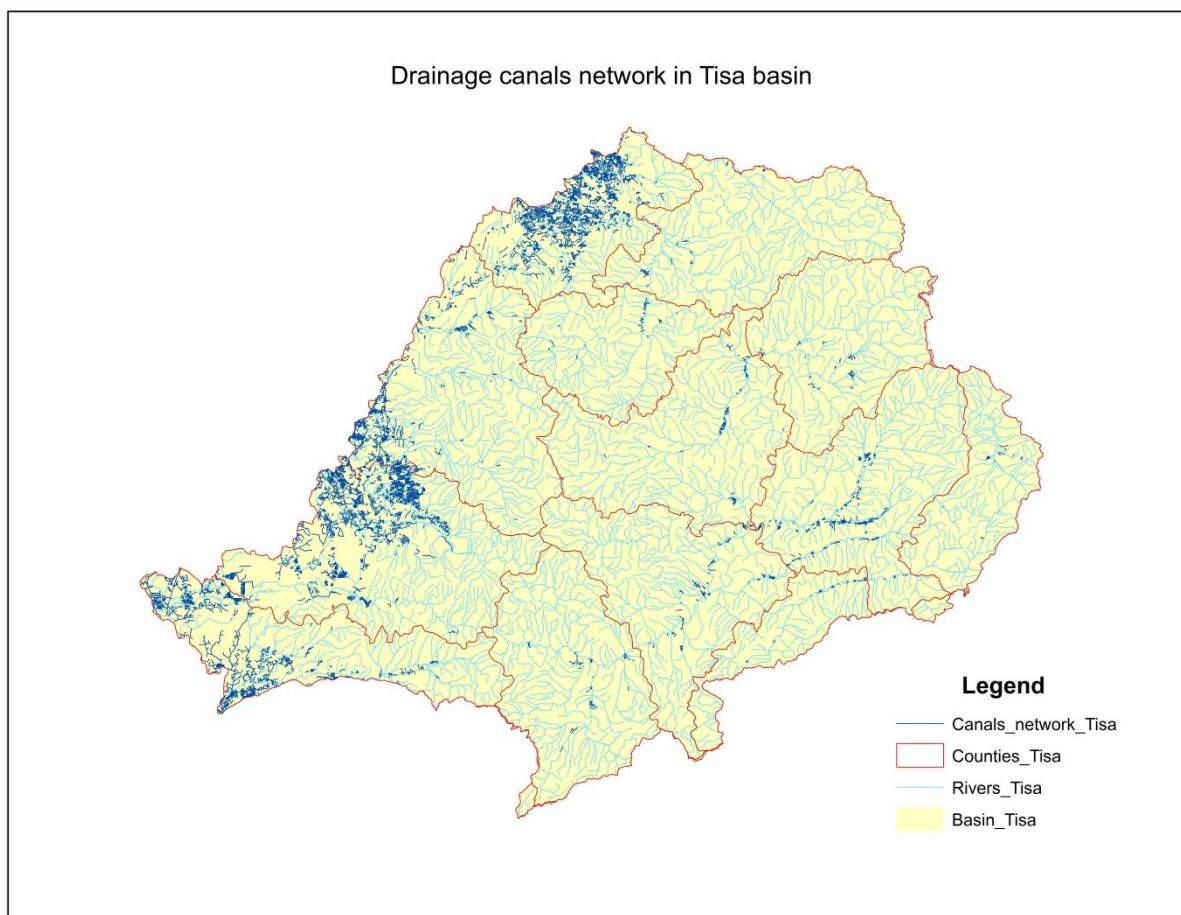 Drainage canals network in Tisa basin
Legend
Canals_network_Tisa
Counties_Tisa
Rivers_Tisa
Basin_Tisa